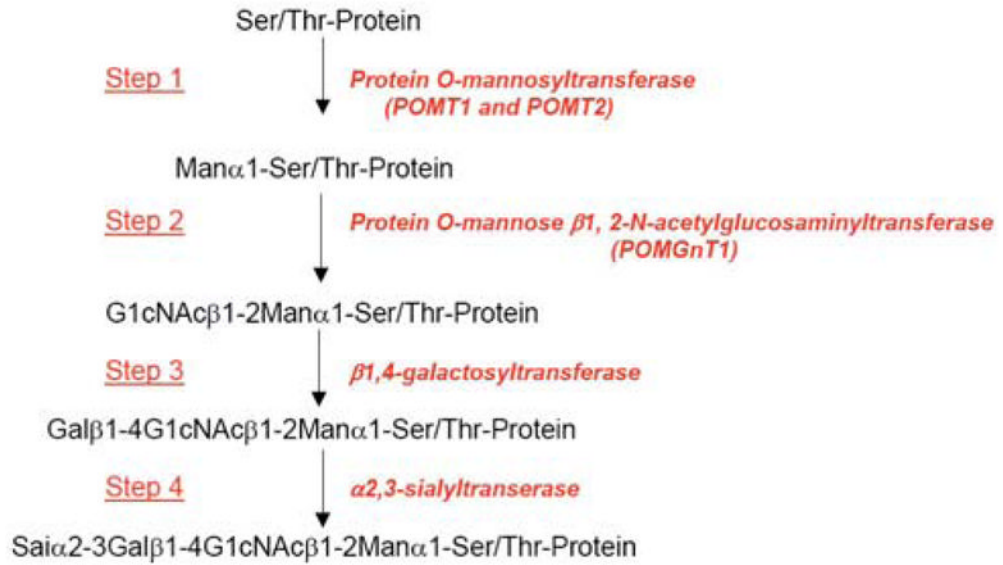 Ser/Thr-Protein
Step 1
Protein O-mannosyltransferase
(POMT1 and POMT2)
Manα1-Ser/Thr-Protein
Step 2
Protein O-mannose β1, 2-N-acetylglucosaminyltransferase
(POMGnT1)
G1cNAcβ1-2Manα1-Ser/Thr-Protein
Step 3
β1,4-galactosyltransferase
Galβ1-4G1cNAcβ1-2Manα1-Ser/Thr-Protein
Step 4
α2,3-sialyltranserase
Saiα2-3Galβ1-4G1cNAcβ1-2Manα1-Ser/Thr-Protein